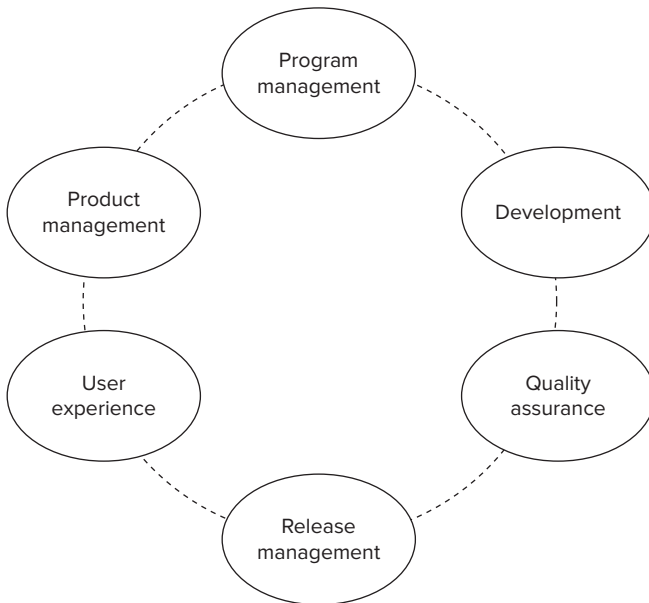 Program
management
Product
management
Development
User
experience
Quality
assurance
Release
management